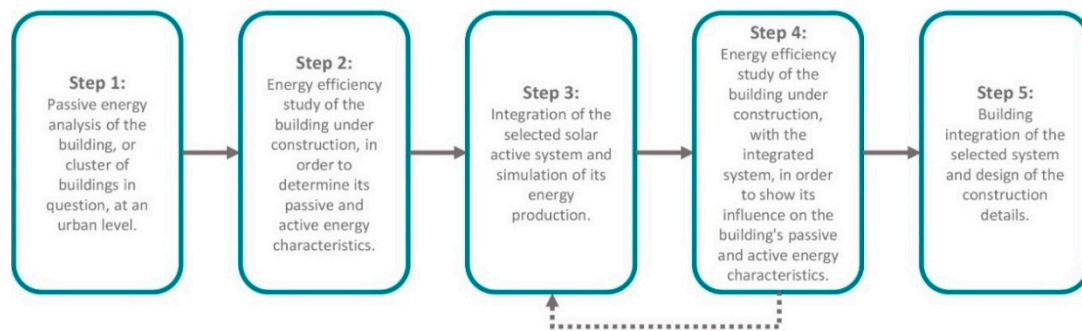 Step 1:
Passive energy
analysis of the
building, or
cluster of
buildings in
question, at an
urban level.
Step 2:
Energy efficiency
study of the
building under
construction, in
order to
determine its
passive and
active energy
characteristics.
Step 3:
Integration of the
selected solar
active system and
simulation of its
energy
production.
Step 4:
Energy efficiency
study of the
building under
construction,
with the
integrated
system, in order
to show its
influence on the
building's passive
and active energy
characteristics.
Step 5:
Building
integration of the
selected system
and design of the
construction
details.